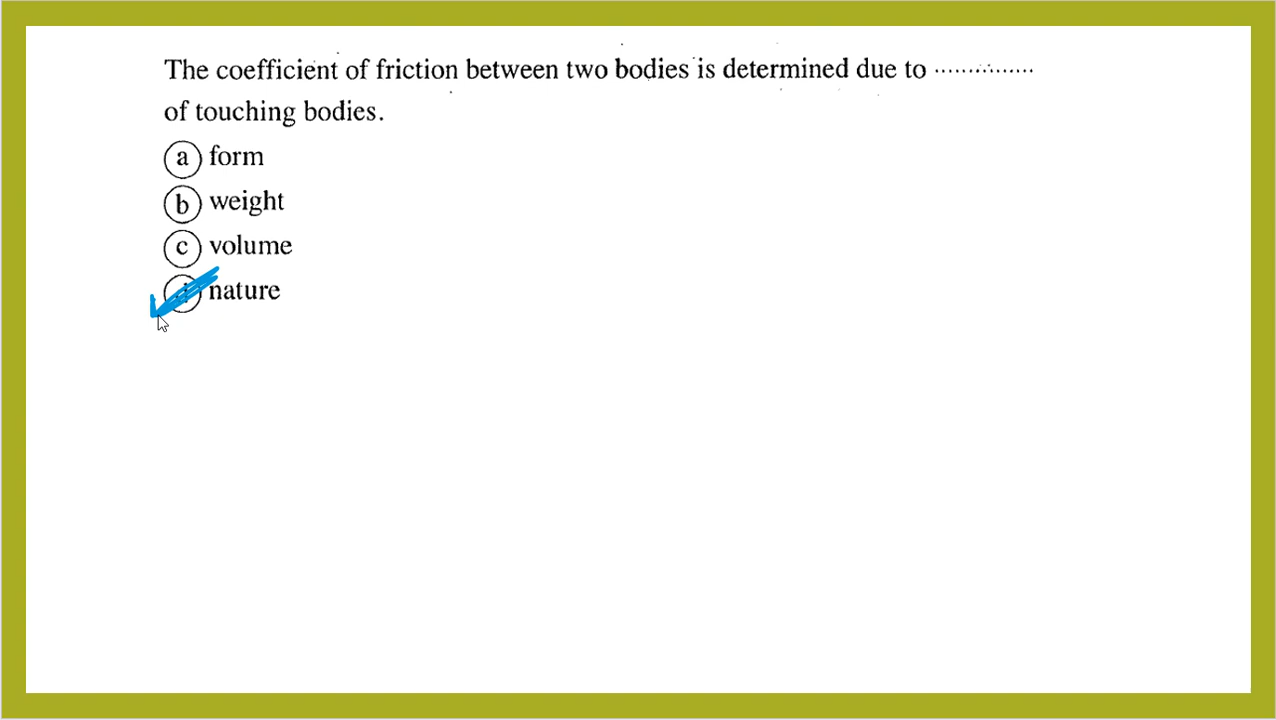 The coefficient of friction between two bodies is determined due to ...............
of touching bodies.
a form
b weight
c volume
d nature